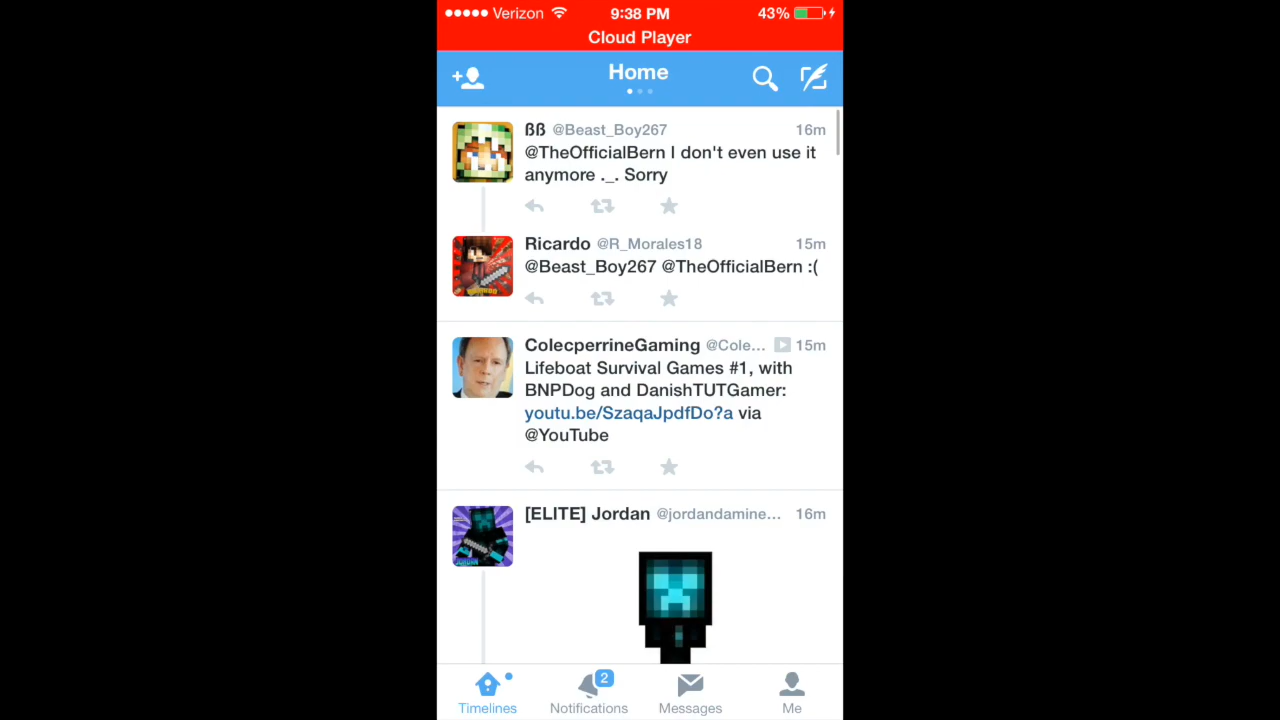 Verizon 9:38 PM 43%
Cloud Player
Home
ßß @Beast_Boy267 16m
@TheOfficialBern I don't even use it
anymore ._. Sorry
Ricardo @R_Morales18 15m
@Beast_Boy267 @TheOfficialBern :(
ColecperrineGaming @Cole... 15m
Lifeboat Survival Games #1, with
BNPDog and DanishTUTGamer:
youtu.be/SzaqaJpdfDo?a via
@YouTube
[ELITE] Jordan @jordandamine... 16m
JORDAN
2
Timelines Notifications Messages Me